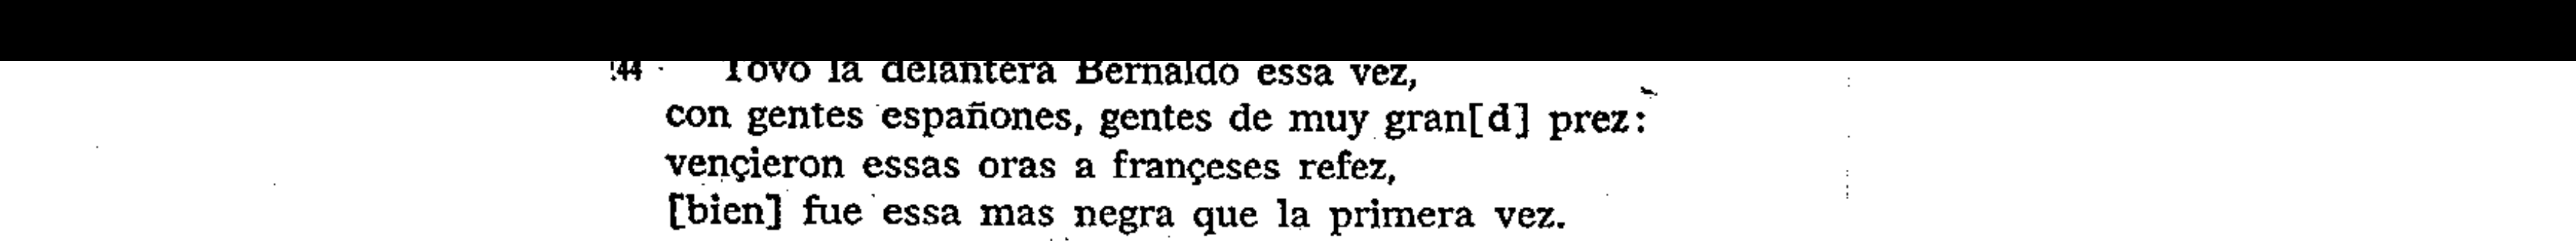 144 Tovo la delantera Bernaldo essa vez,
con gentes españones, gentes de muy gran[d] prez:
vençieron essas oras a françeses refez,
[bien] fue essa mas negra que la primera vez.